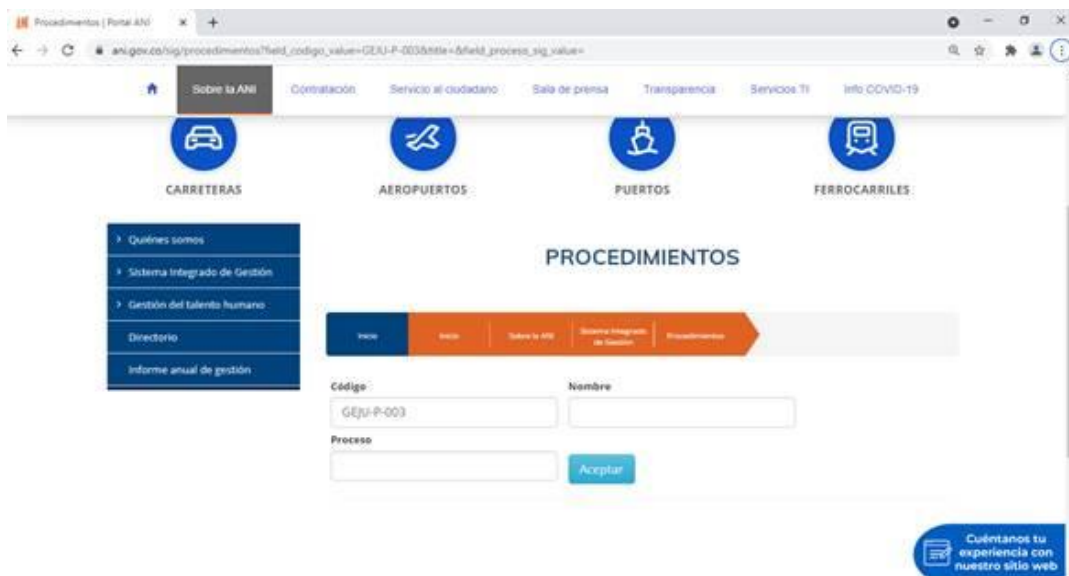 Procedimientos | Portal ANI
ani.gov.co/sig/procedimientos?field_codigo_value=GEJU-P-003&title=&field_proceso_sig_value=
Sobre la ANI Contratación Servicio al ciudadano Sala de prensa Transparencia Servicios TI Info COVID-19
CARRETERAS AEROPUERTOS PUERTOS FERROCARRILES
Quiénes somos
Sistema Integrado de Gestión
Gestión del talento humano
Directorio
Informe anual de gestión
PROCEDIMIENTOS
Inicio Inicio Sobre la ANI Sistema Integrado
de Gestión Procedimientos
Código Nombre
GEJU-P-003
Proceso
Aceptar
Cuéntanos tu
experiencia con
nuestro sitio web